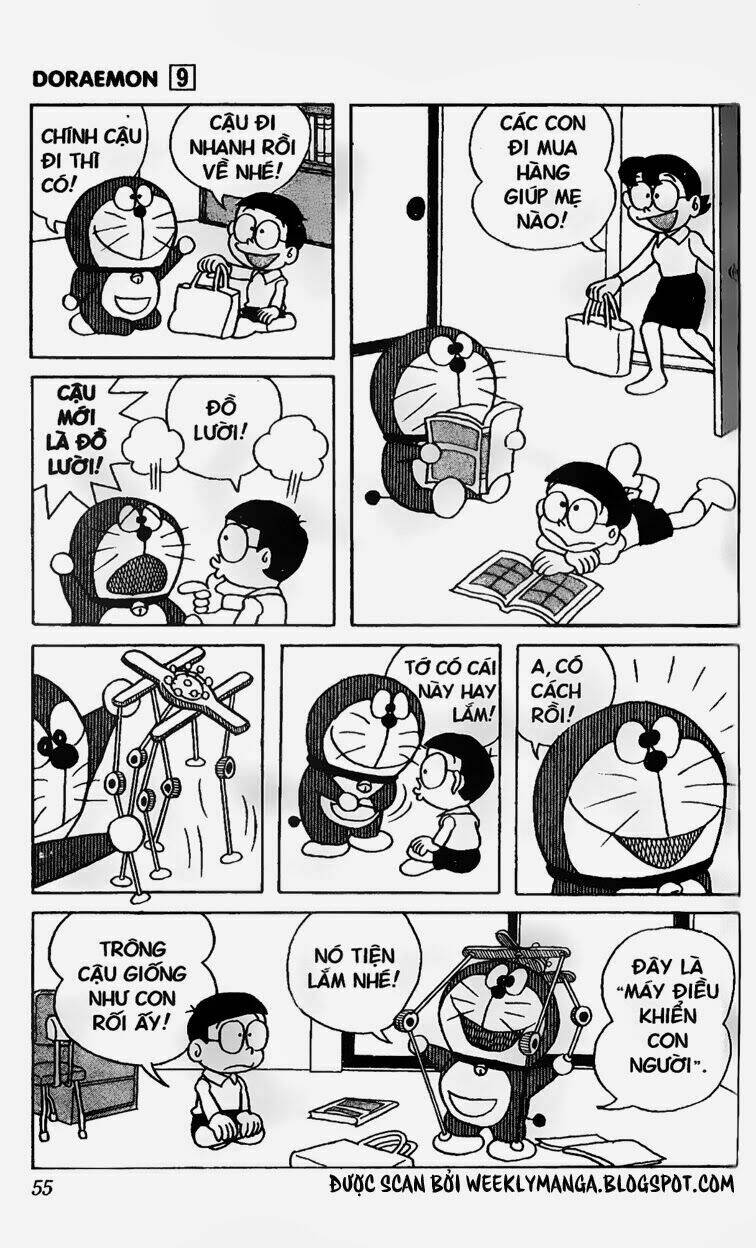 DORAEMON 9
CÁC CON
ĐI MUA
HÀNG
GIÚP MẸ
NÀO!
CẬU ĐI
NHANH RỒI
VỀ NHÉ!
CHÍNH CẬU
ĐI THÌ
CÓ!
ĐỒ
LƯỜI!
CẬU
MỚI
LÀ ĐỒ
LƯỜI!
A, CÓ
CÁCH
RỒI!
TỚ CÓ CÁI
NÀY HAY
LẮM!
ĐÂY LÀ
“MÁY ĐIỀU
KHIỂN
CON
NGƯỜI”.
NÓ TIỆN
LẮM NHÉ!
TRÔNG
CẬU GIỐNG
NHƯ CON
RỐI ẤY!
55
ĐƯỢC SCAN BỞI WEEKLYMANGA.BLOGSPOT.COM